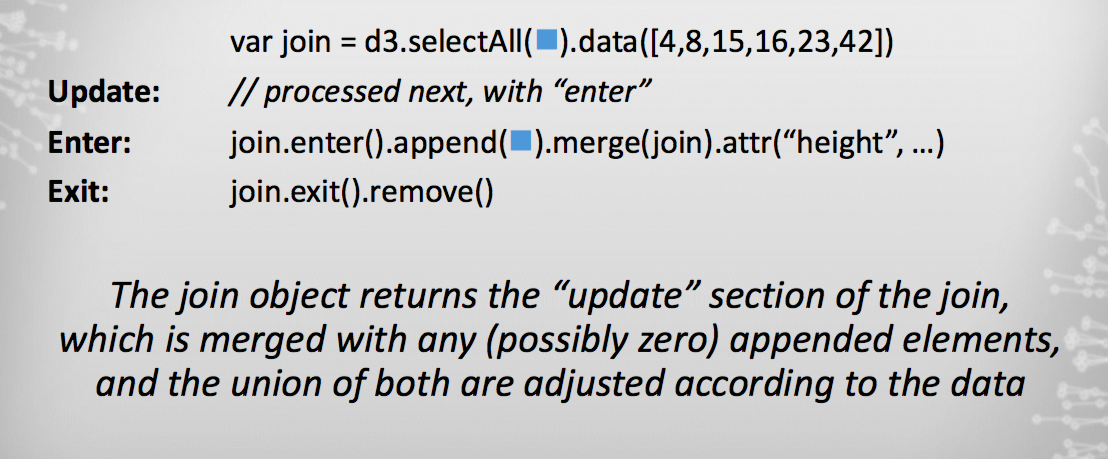 var join = d3.selectAll(■).data([4,8,15,16,23,42])
Update: // processed next, with “enter”
Enter: join.enter().append(■).merge(join).attr(“height”, …)
Exit: join.exit().remove()
The join object returns the “update” section of the join,
which is merged with any (possibly zero) appended elements,
and the union of both are adjusted according to the data